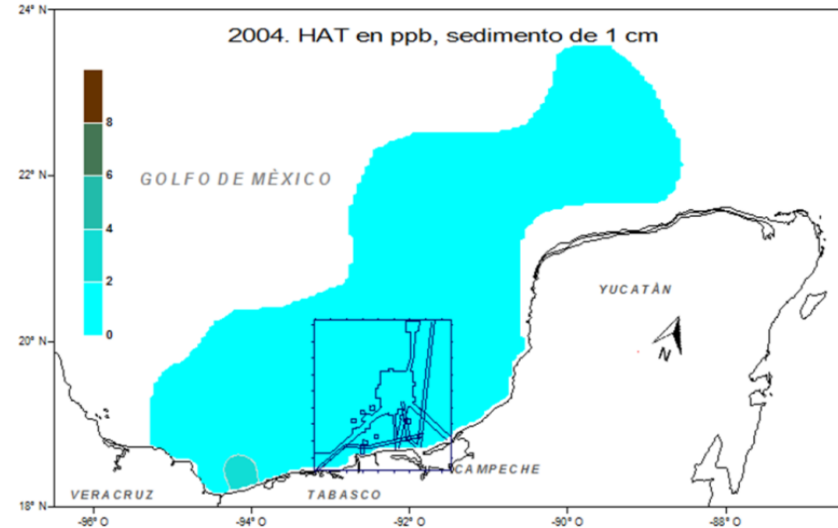 24° N
2004. HAT en ppb, sedimento de 1 cm
8
6
4
2
0
22° N
GOLFO DE MÈXICO
YUCATÀN
20° N
N
CAMPECHE
VERACRUZ
TABASCO
18° N
-96°
-94° O
-92° O
-90° O
-88° O